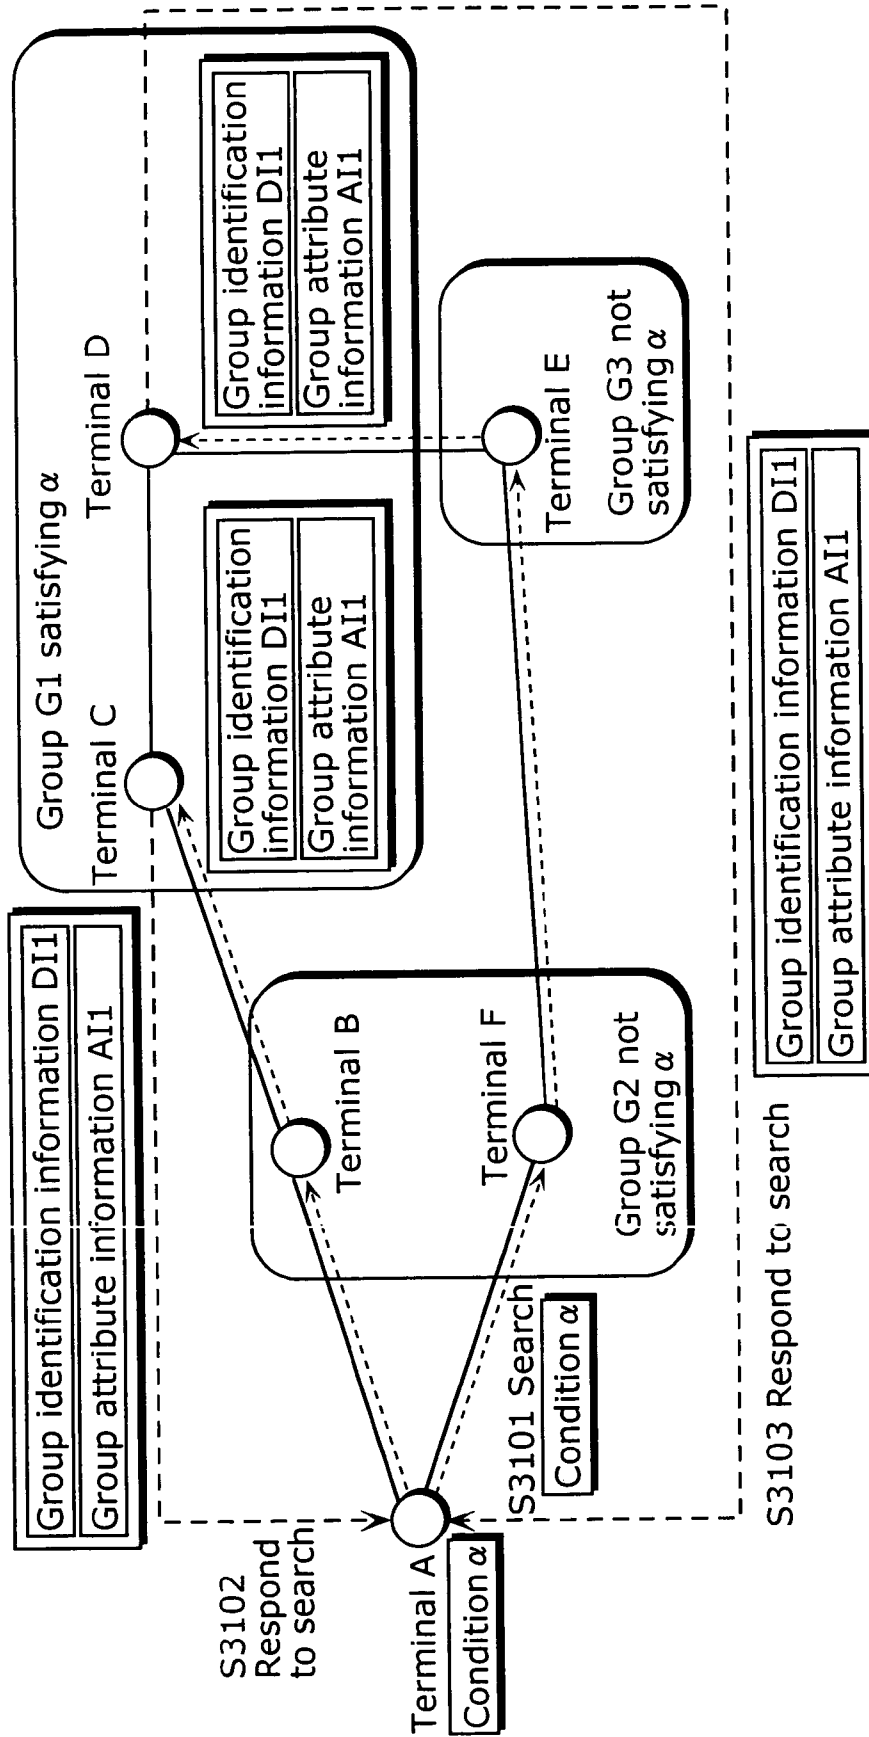 Group identification information DI1
Group attribute information AI1
Group G1 satisfying α
Terminal C
Terminal D
Group identification
information DI1
Group attribute
information AI1
Group identification
information DI1
Group attribute
information AI1
S3102
Respond
to search
Terminal A
Condition α
S3101 Search
Condition α
Terminal B
Terminal F
Group G2 not
satisfying α
Terminal E
Group G3 not
satisfying α
S3103 Respond to search
Group identification information DI1
Group attribute information AI1